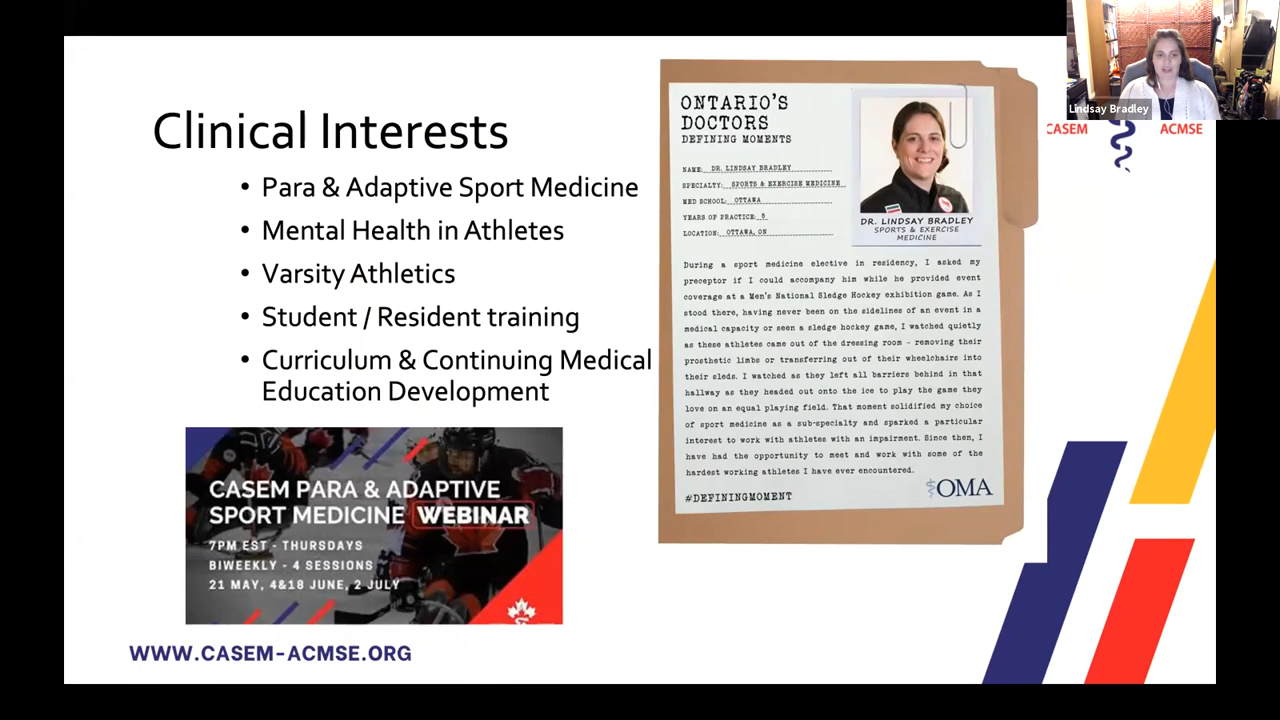 Clinical Interests
• Para & Adaptive Sport Medicine
• Mental Health in Athletes
• Varsity Athletics
• Student / Resident training
• Curriculum & Continuing Medical
Education Development
CASEM PARA & ADAPTIVE
SPORT MEDICINE WEBINAR
7PM EST - THURSDAYS
BIWEEKLY - 4 SESSIONS
21 MAY, 4&18 JUNE, 2 JULY
WWW.CASEM-ACMSE.ORG
ONTARIO'S
DOCTORS
DEFINING MOMENTS
NAME: DR. LINDSAY BRADLEY
SPECIALTY: SPORTS & EXERCISE MEDICINE
MED SCHOOL: OTTAWA
YEARS OF PRACTICE: 5
LOCATION: OTTAWA, ON
DR. LINDSAY BRADLEY
SPORTS & EXERCISE
MEDICINE
During a sport medicine elective in residency, I asked my
preceptor if I could accompany him while he provided event
coverage at a Men's National Sledge Hockey exhibition game. As I
stood there, having never been on the sidelines of an event in a
medical capacity or seen a sledge hockey game, I watched quietly
as these athletes came out of the dressing room – removing their
prosthetic limbs or transferring out of their wheelchairs into
their sleds. I watched as they left all barriers behind in that
hallway as they headed out onto the ice to play the game they
love on an equal playing field. That moment solidified my choice
of sport medicine as a sub-specialty and sparked a particular
interest to work with athletes with an impairment. Since then, I
have had the opportunity to meet and work with some of the
hardest working athletes I have ever encountered.
#DEFININGMOMENT
OMA
Lindsay Bradley
CASEM ACMSE